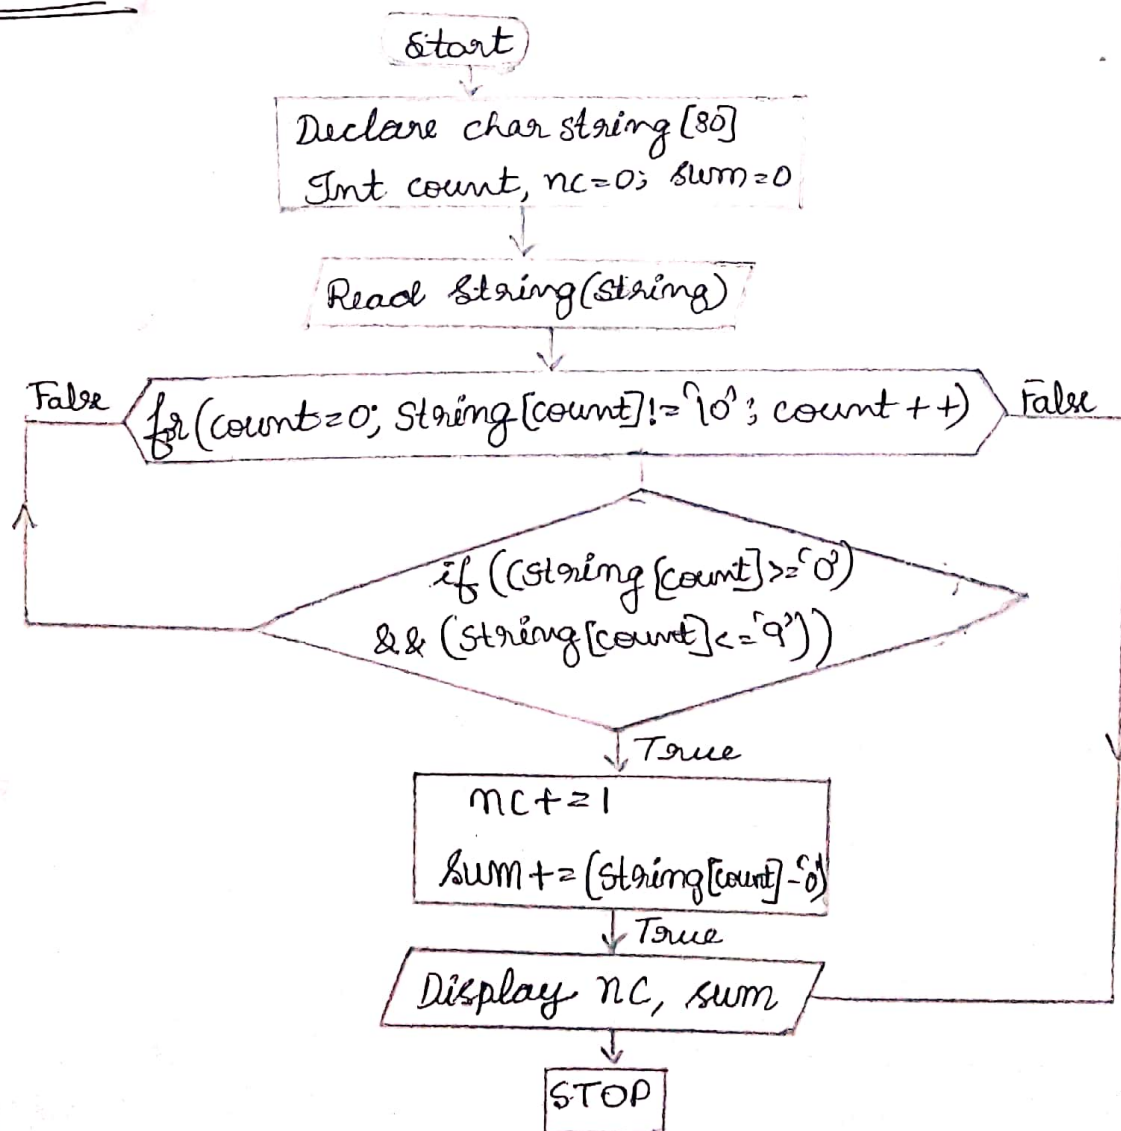 Start
Declare char string [80]
Int count, nc=0; sum=0
Read String(string)
False
for(count=0; String[count]!='\0'; count++)
False
if ((string[count]>='0')
&& (string[count]<='9'))
True
nc+=1
sum+=(string[count]-'0')
True
Display nc, sum
STOP